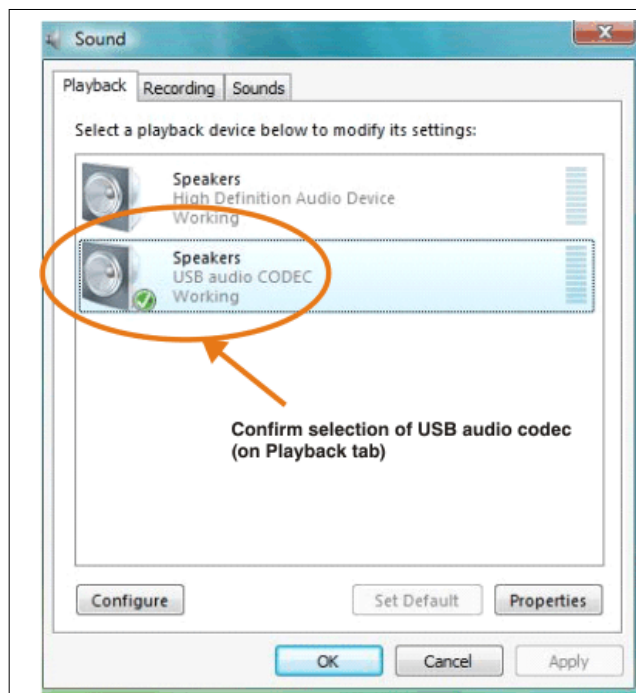 Sound
Playback Recording Sounds
Select a playback device below to modify its settings:
Speakers
High Definition Audio Device
Working
Speakers
USB audio CODEC
Working
Confirm selection of USB audio codec
(on Playback tab)
Configure Set Default Properties
OK Cancel Apply